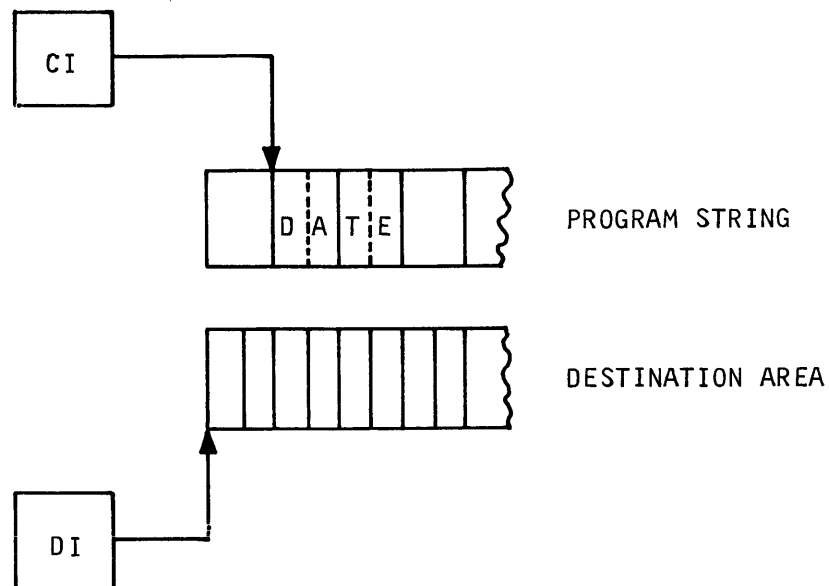 CI
D A T E
PROGRAM STRING
DESTINATION AREA
DI